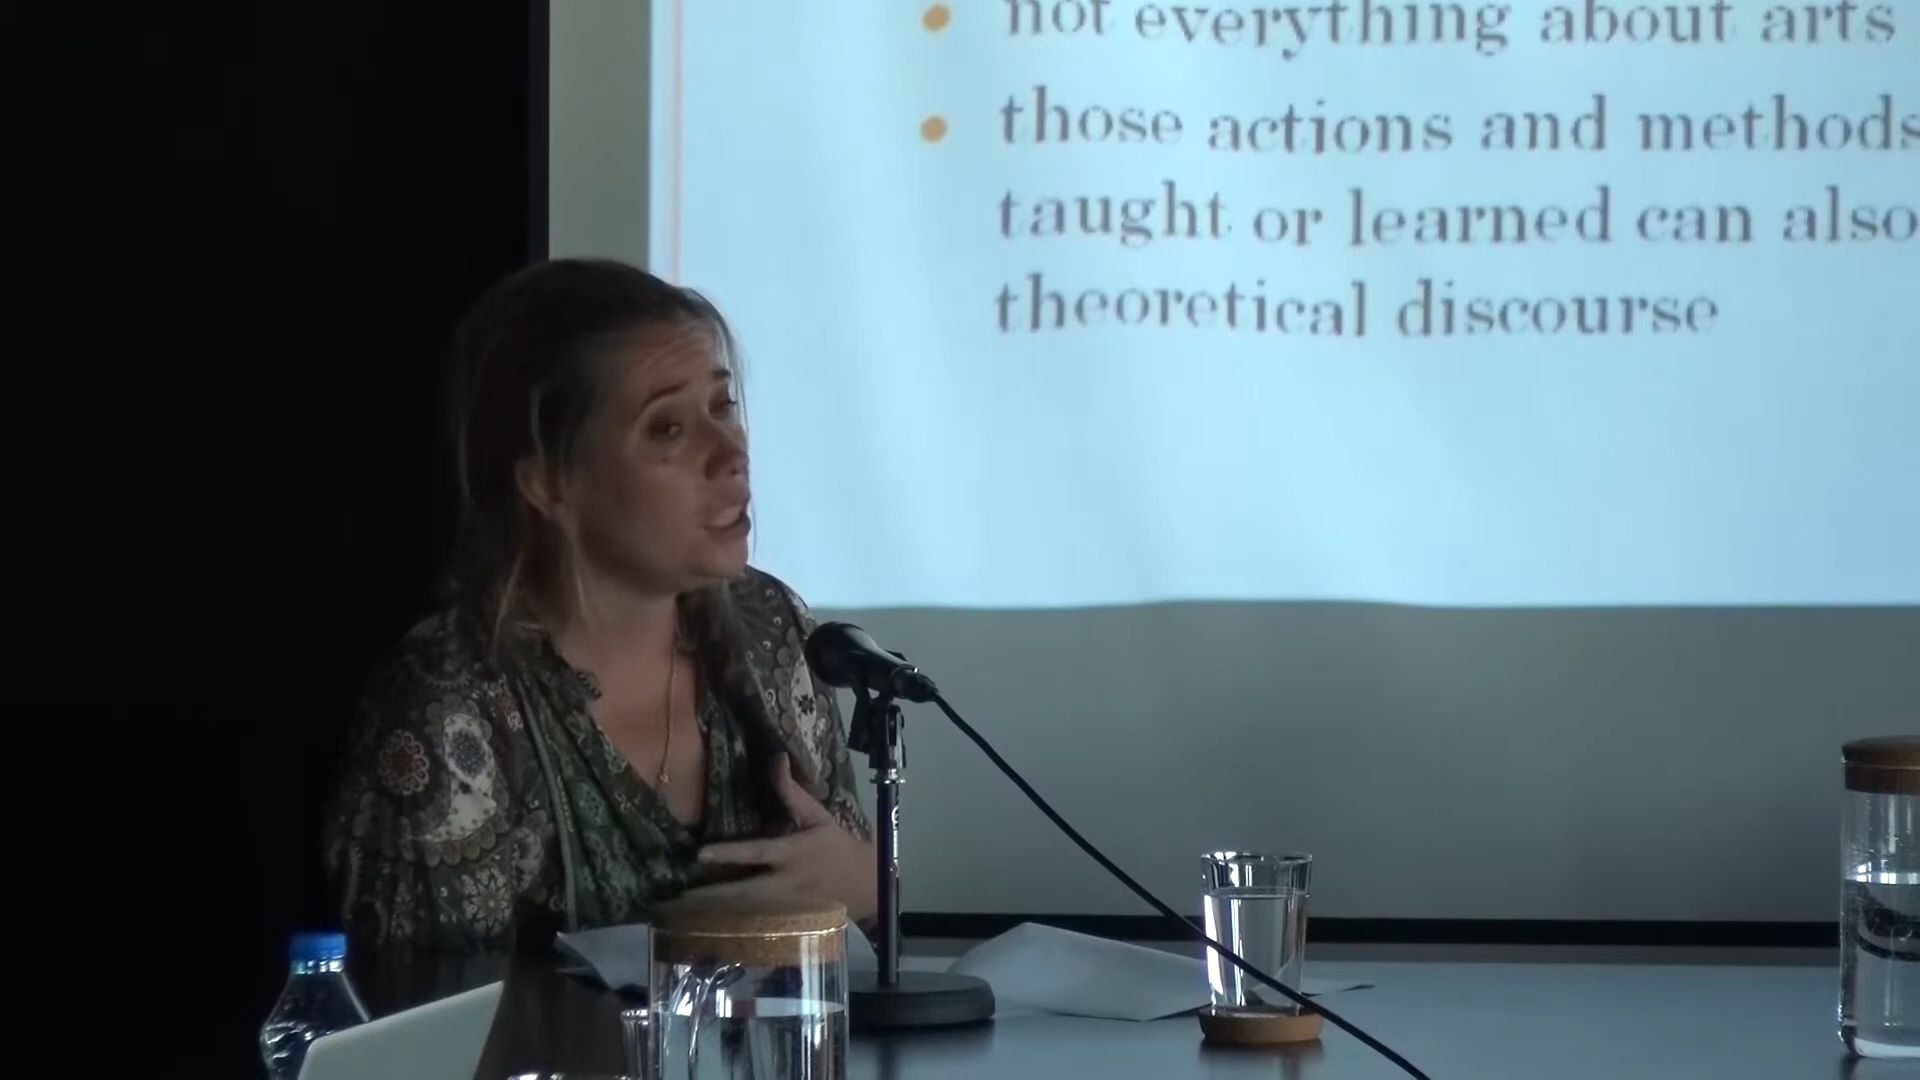 not everything about arts
those actions and methods
taught or learned can also
theoretical discourse